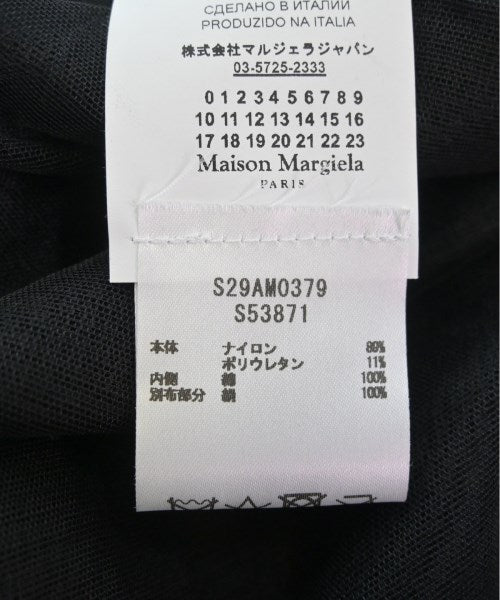 СДЕЛАНО В ИТАЛИИ
PRODUZIDO NA ITALIA
株式会社マルジェラジャパン
03-5725-2333
0 1 2 3 4 5 6 7 8 9
10 11 12 13 14 15 16
17 18 19 20 21 22 23
Maison Margiela
PARIS
S29AM0379
S53871
本体 ナイロン 89%
ポリウレタン 11%
内側 綿 100%
別布部分 絹 100%